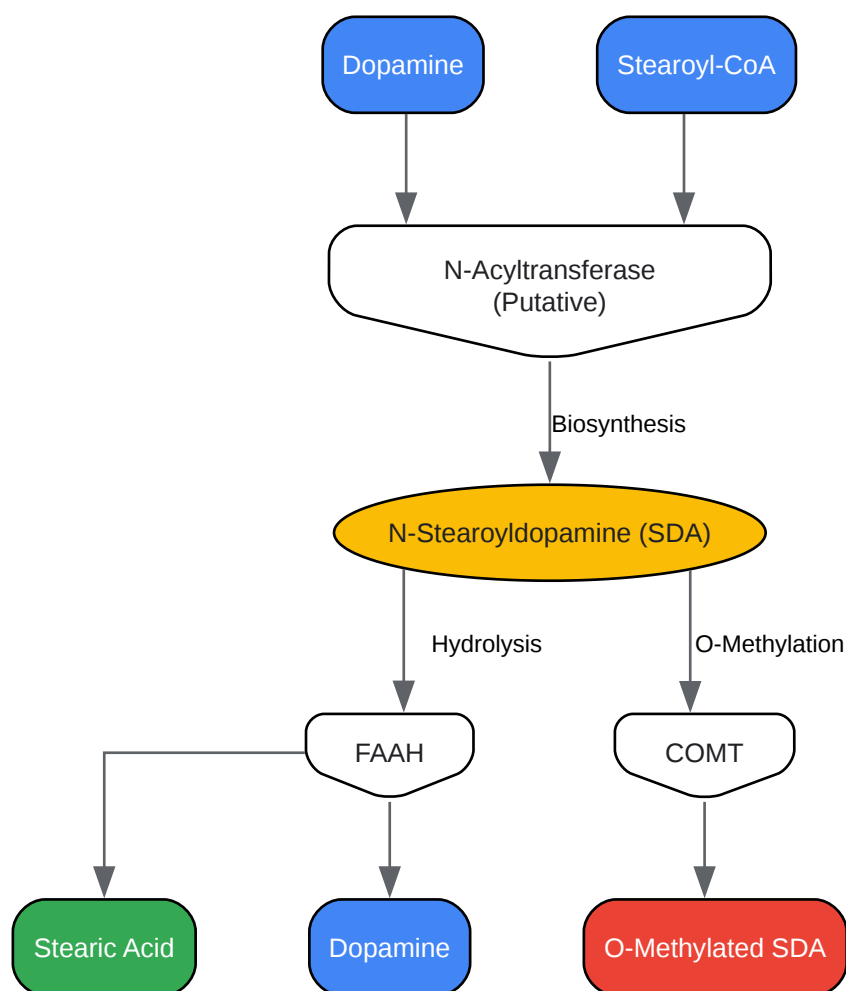 Dopamine
Stearoyl-CoA
N-Acyltransferase
(Putative)
Biosynthesis
N-Stearoyldopamine (SDA)
Hydrolysis
O-Methylation
FAAH
COMT
Stearic Acid
Dopamine
O-Methylated SDA